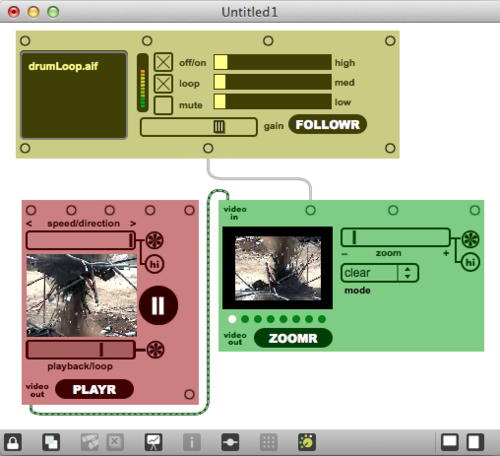 Untitled1
drumLoop.aif
off/on
loop
mute
high
med
low
gain
FOLLOWR
< speed/direction >
hi
playback/loop
video
out
PLAYR
video
in
− zoom +
hi
clear
mode
video
out
ZOOMR
i